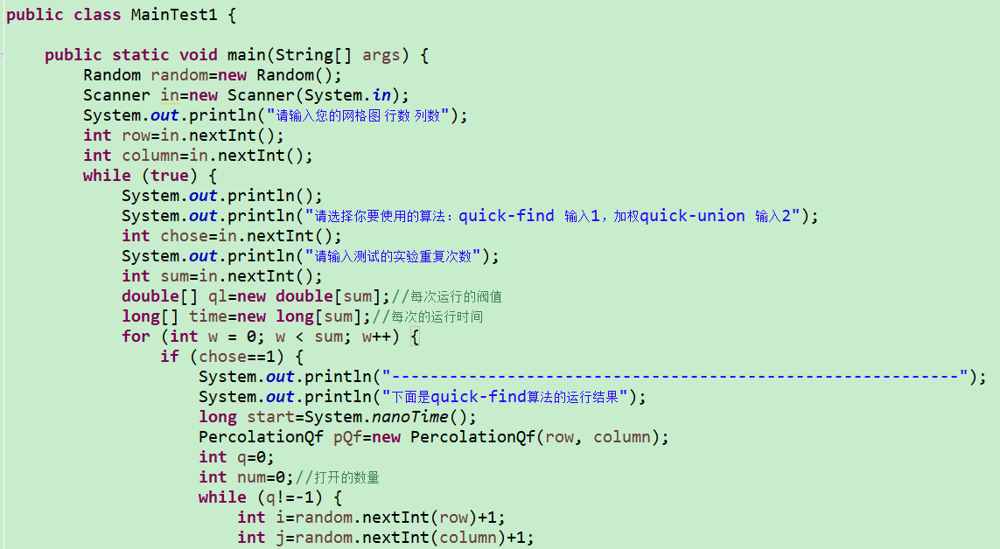 public class MainTest1 {
public static void main(String[] args) {
Random random=new Random();
Scanner in=new Scanner(System.in);
System.out.println("请输入您的网格图 行数 列数");
int row=in.nextInt();
int column=in.nextInt();
while (true) {
System.out.println();
System.out.println("请选择你要使用的算法：quick-find 输入1，加权quick-union 输入2");
int chose=in.nextInt();
System.out.println("请输入测试的实验重复次数");
int sum=in.nextInt();
double[] ql=new double[sum];//每次运行的阀值
long[] time=new long[sum];//每次的运行时间
for (int w = 0; w < sum; w++) {
if (chose==1) {
System.out.println("-----------------------------------------------------------");
System.out.println("下面是quick-find算法的运行结果");
long start=System.nanoTime();
PercolationQf pQf=new PercolationQf(row, column);
int q=0;
int num=0;//打开的数量
while (q!=-1) {
int i=random.nextInt(row)+1;
int j=random.nextInt(column)+1;